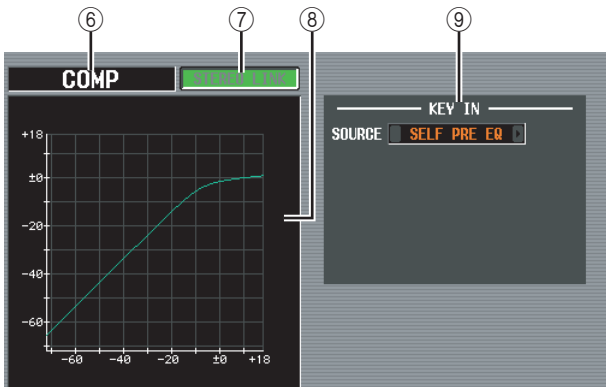 ⑥ ⑦ ⑧ ⑨
COMP STEREO LINK
KEY IN
SOURCE SELF PRE EQ
+18
±0
-20
-40
-60
-60 -40 -20 ±0 +18